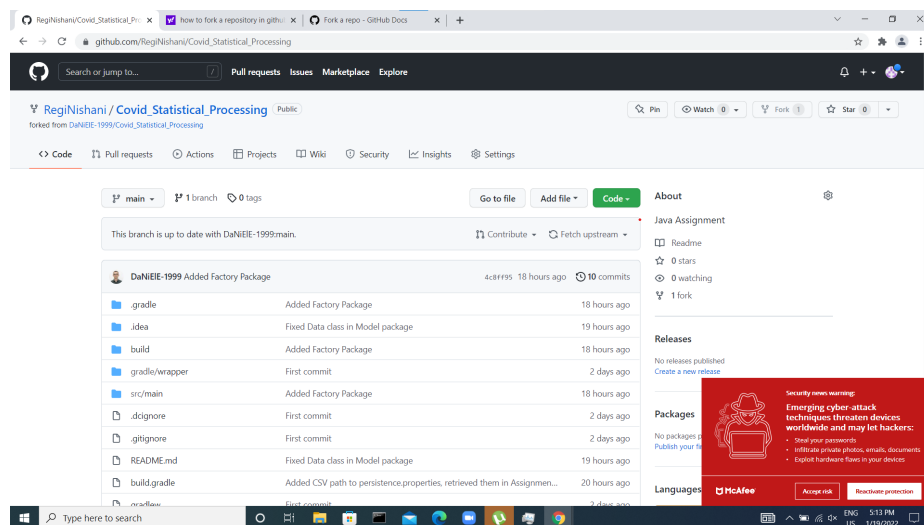 RegiNishani/Covid_Statistical_Pro
how to fork a repository in github
Fork a repo - GitHub Docs
github.com/RegiNishani/Covid_Statistical_Processing
Search or jump to...
/
Pull requests Issues Marketplace Explore
RegiNishani / Covid_Statistical_Processing Public
Pin Watch 0 Fork 1 Star 0
forked from DaNiElE-1999/Covid_Statistical_Processing
Code Pull requests Actions Projects Wiki Security Insights Settings
main 1 branch 0 tags Go to file Add file Code
This branch is up to date with DaNiElE-1999:main. Contribute Fetch upstream
DaNiElE-1999 Added Factory Package 4c8ff95 18 hours ago 10 commits
.gradle Added Factory Package 18 hours ago
.idea Fixed Data class in Model package 19 hours ago
build Added Factory Package 18 hours ago
gradle/wrapper First commit 2 days ago
src/main Added Factory Package 18 hours ago
.dcignore First commit 2 days ago
.gitignore First commit 2 days ago
README.md Fixed Data class in Model package 19 hours ago
build.gradle Added CSV path to persistence.properties, retrieved them in Assignmen... 20 hours ago
gradlew First commit 2 days ago
About
Java Assignment
Readme
0 stars
0 watching
1 fork
Releases
No releases published
Create a new release
Packages
No packages p
Publish your fir
Languages
Security news warning:
Emerging cyber-attack
techniques threaten devices
worldwide and may let hackers:
• Steal your passwords
• Infiltrate private photos, emails, documents
• Exploit hardware flaws in your devices
McAfee
Accept risk
Reactivate protection
Type here to search
ENG 5:13 PM
US 1/19/2022